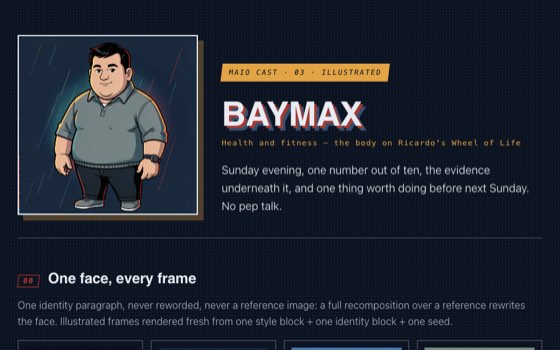 MAIO CAST · 03 · ILLUSTRATED
BAYMAX
Health and fitness — the body on Ricardo's Wheel of Life
Sunday evening, one number out of ten, the evidence
underneath it, and one thing worth doing before next Sunday.
No pep talk.
00 One face, every frame
One identity paragraph, never reworded, never a reference image: a full recomposition over a reference rewrites
the face. Illustrated frames rendered fresh from one style block + one identity block + one seed.